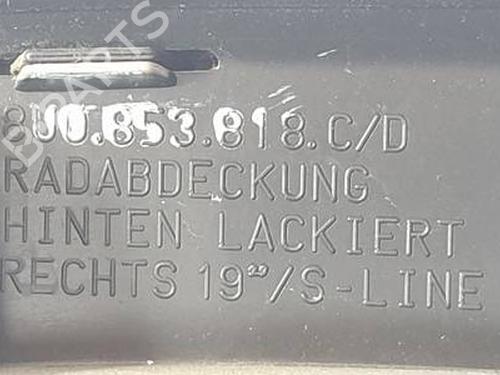 8U0.853.818.C/D
RADABDECKUNG
HINTEN LACKIERT
RECHTS 19"/S-LINE